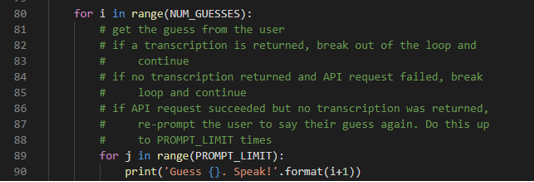 80 for i in range(NUM_GUESSES):
81 # get the guess from the user
82 # if a transcription is returned, break out of the loop and
83 #     continue
84 # if no transcription returned and API request failed, break
85 #     loop and continue
86 # if API request succeeded but no transcription was returned,
87 #     re-prompt the user to say their guess again. Do this up
88 #     to PROMPT_LIMIT times
89 for j in range(PROMPT_LIMIT):
90 print('Guess {}. Speak!'.format(i+1))